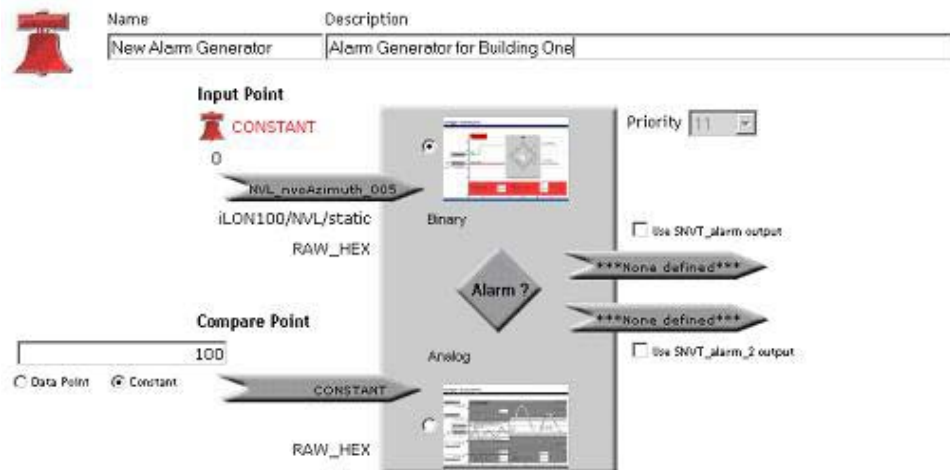 Name
Description
New Alarm Generator
Alarm Generator for Building One
Input Point
CONSTANT
0
NVL_nvoAzimuth_005
iLON100/NVL/static
RAW_HEX
Priority 11
Binary
Use SNVT_alarm output
***None defined***
Alarm ?
***None defined***
Use SNVT_alarm_2 output
Compare Point
100
Data Point
Constant
Analog
CONSTANT
RAW_HEX